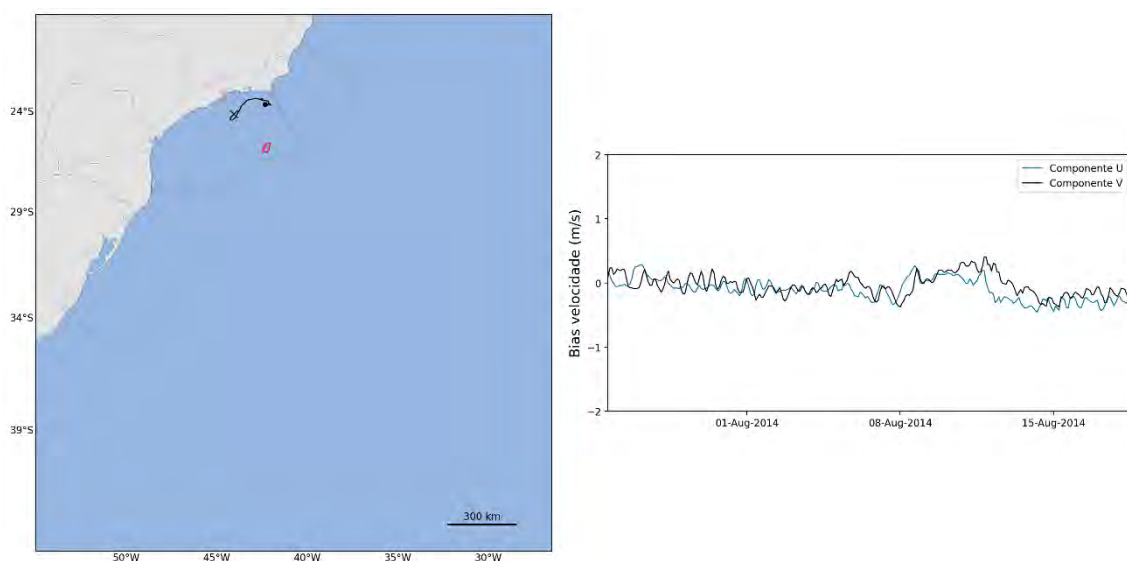 24°S
29°S
34°S
39°S
50°W
45°W
40°W
35°W
30°W
300 km
Bias velocidade (m/s)
2
1
0
−1
−2
01-Aug-2014
08-Aug-2014
15-Aug-2014
Componente U
Componente V